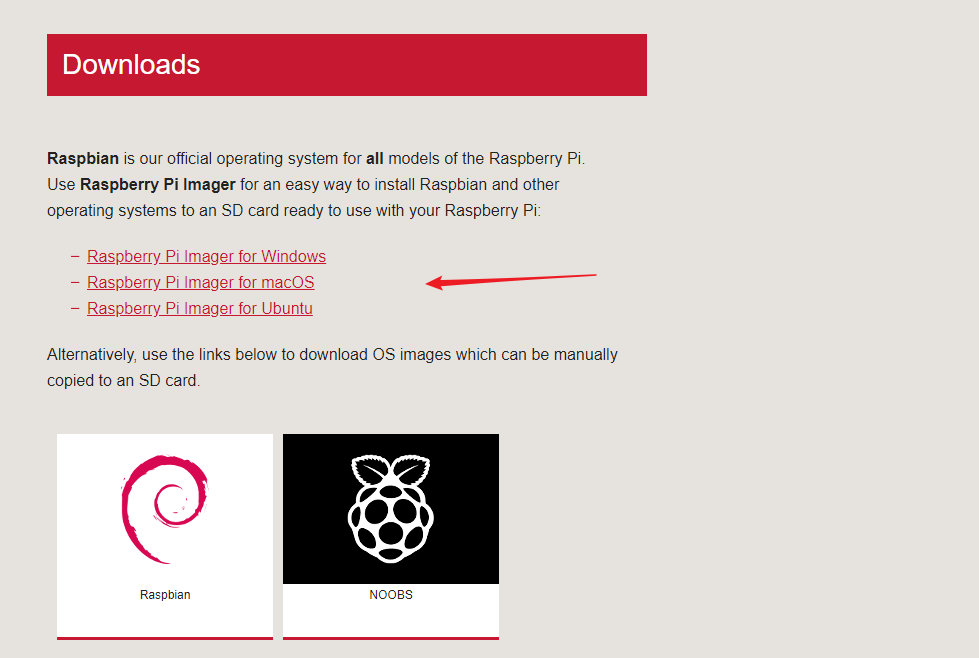 Downloads
Raspbian is our official operating system for all models of the Raspberry Pi.
Use Raspberry Pi Imager for an easy way to install Raspbian and other
operating systems to an SD card ready to use with your Raspberry Pi:
– Raspberry Pi Imager for Windows
– Raspberry Pi Imager for macOS
– Raspberry Pi Imager for Ubuntu
Alternatively, use the links below to download OS images which can be manually
copied to an SD card.
Raspbian
NOOBS